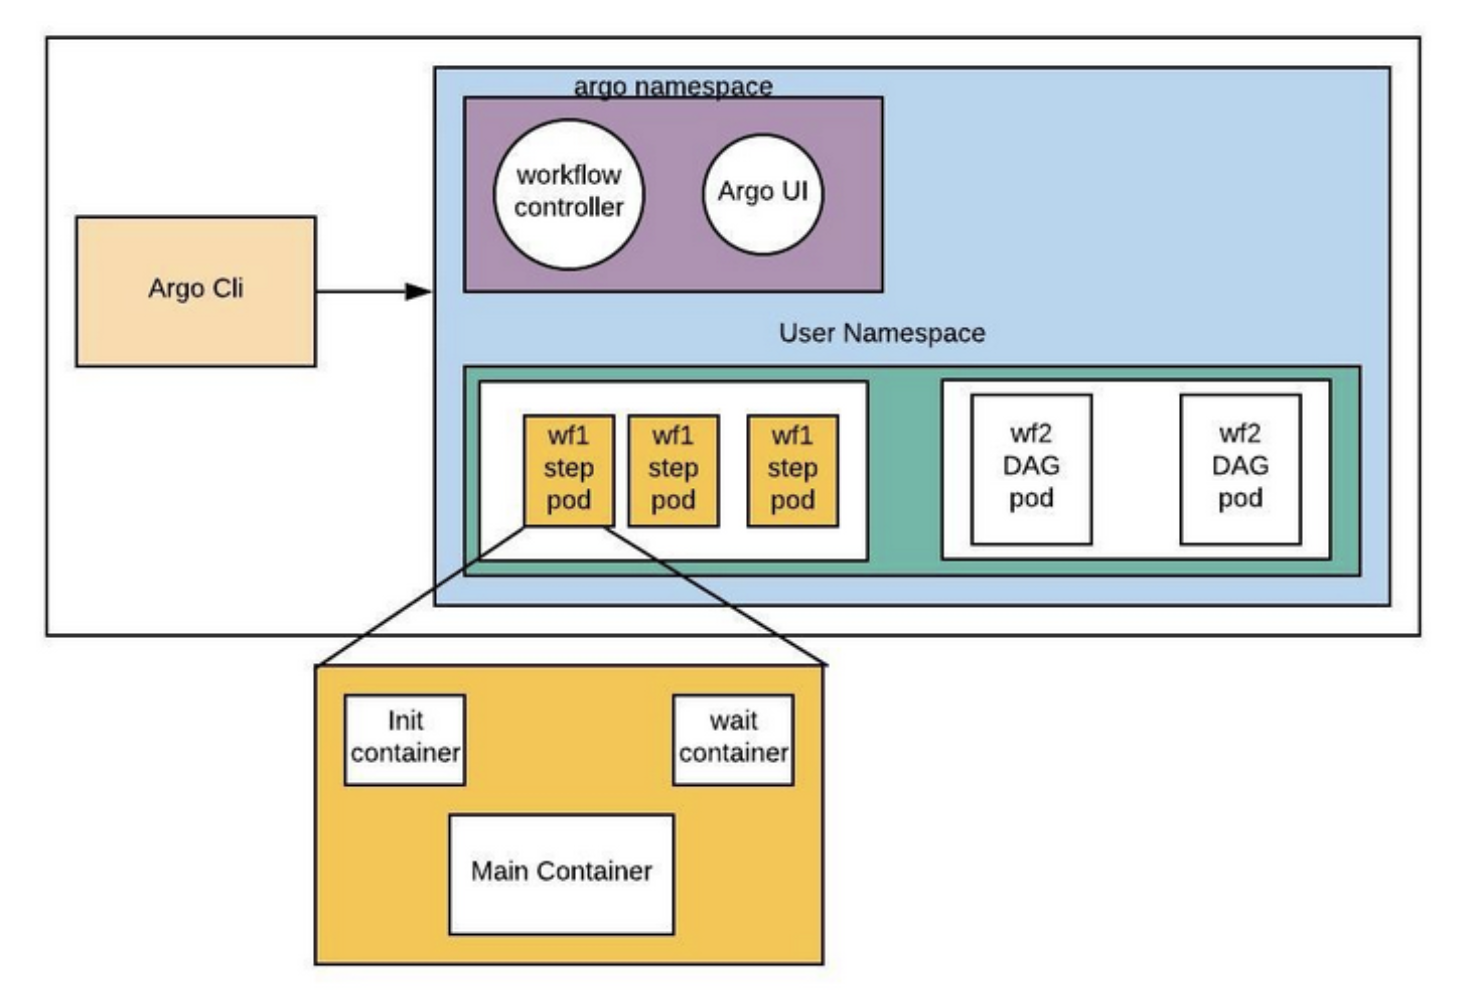 argo namespace
workflow
controller
Argo UI
Argo Cli
User Namespace
wf1
step
pod
wf1
step
pod
wf1
step
pod
wf2
DAG
pod
wf2
DAG
pod
Init
container
wait
container
Main Container